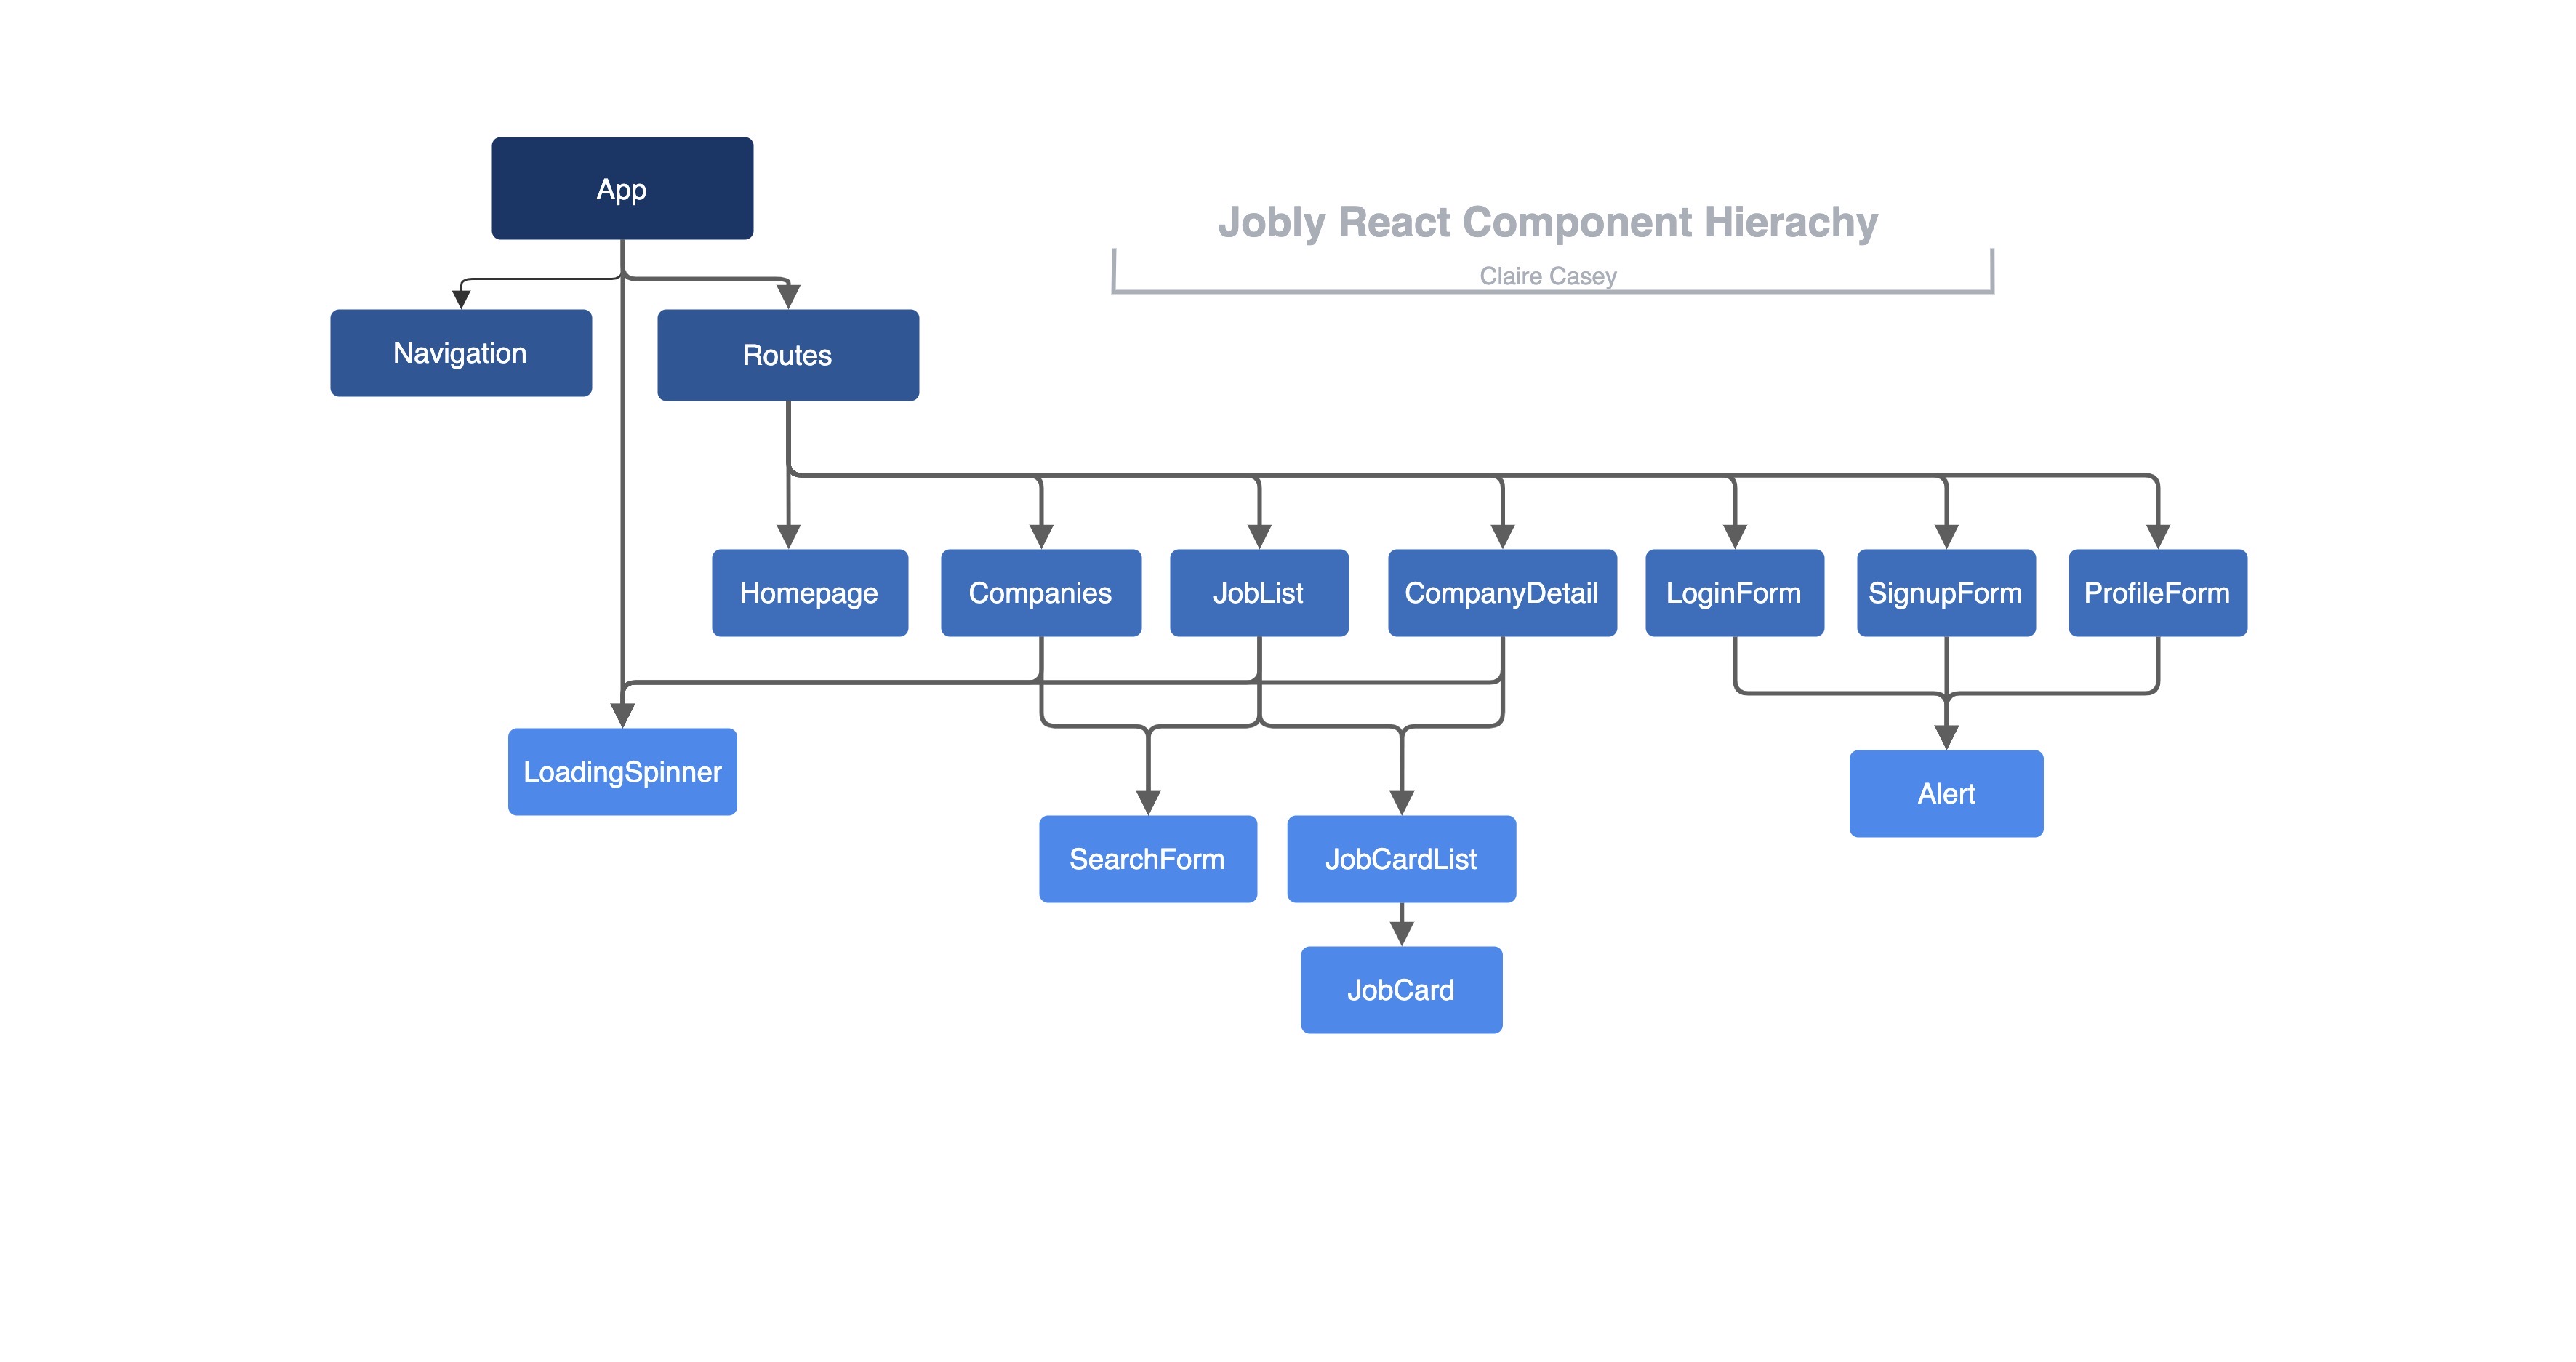 App
Jobly React Component Hierachy
Claire Casey
Navigation
Routes
Homepage
Companies
JobList
CompanyDetail
LoginForm
SignupForm
ProfileForm
LoadingSpinner
Alert
SearchForm
JobCardList
JobCard